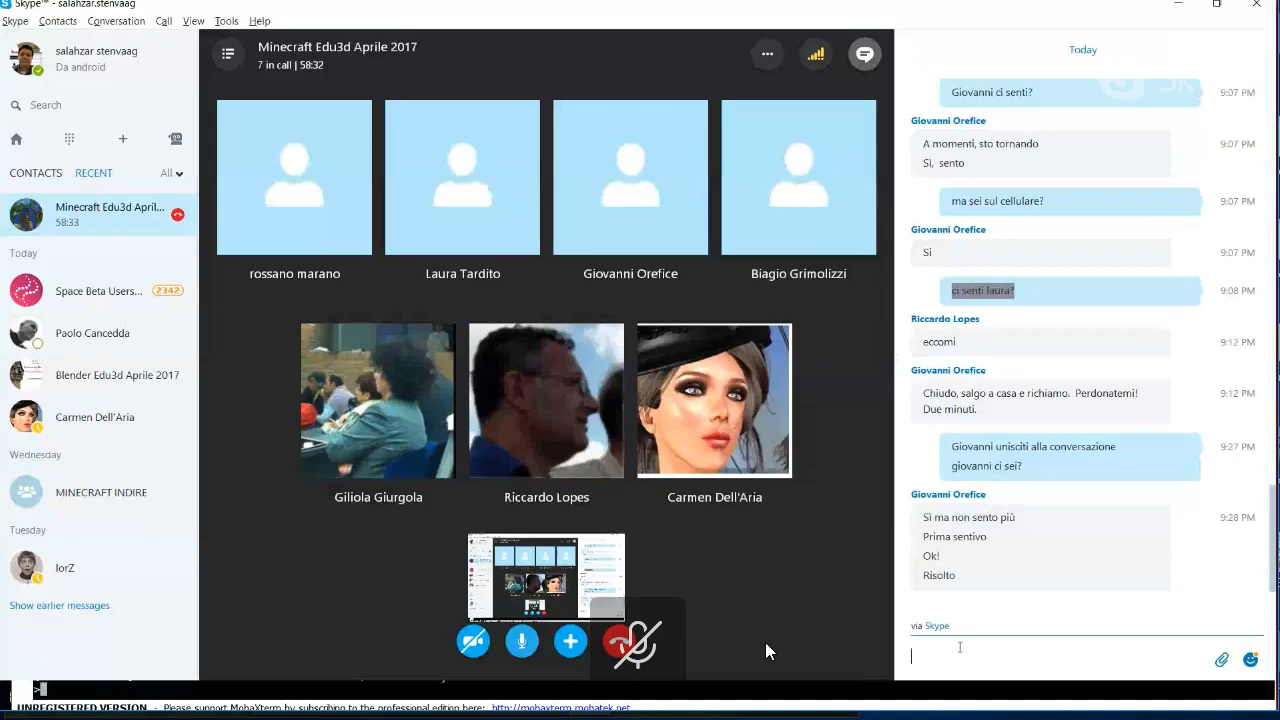 Skype™ - salahzar.stenvaag
Skype Contacts Conversation Call View Tools Help
salahzar stenvaag
Da android
Search
CONTACTS RECENT All
Minecraft Edu3d April...
58:33
Today
Space Beta Users...
2342
Paolo Cancedda
Blender Edu3d Aprile 2017
Carmen Dell'Aria
Wednesday
MINECRAFT INDIRE
Tuesday
Show earlier messages
Minecraft Edu3d Aprile 2017
7 in call | 58:32
rossano marano
Laura Tardito
Giovanni Orefice
Biagio Grimolizzi
Giliola Giurgola
Riccardo Lopes
Carmen Dell'Aria
Today
Giovanni ci senti?
9:07 PM
Giovanni Orefice
A momenti, sto tornando
9:07 PM
Sì, sento
ma sei sul cellulare?
9:07 PM
Giovanni Orefice
Si
9:07 PM
ci senti laura?
9:08 PM
Riccardo Lopes
eccomi
9:12 PM
Giovanni Orefice
Chiudo, salgo a casa e richiamo. Perdonatemi!
9:12 PM
Due minuti.
Giovanni unisciti alla conversazione
9:27 PM
giovanni ci sei?
Giovanni Orefice
Sì ma non sento più
9:28 PM
Prima sentivo
Ok!
Risolto
via Skype
>
UNREGISTERED VERSION - Please support MobaXterm by subscribing to the professional edition here: http://mobaxterm.mobatek.net